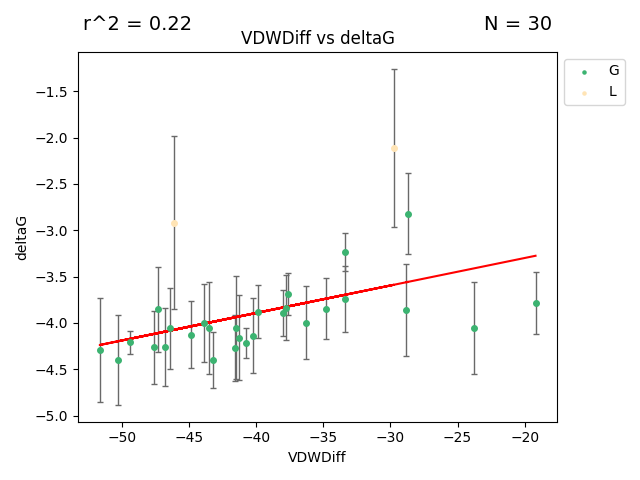 r^2 = 0.22
N = 30
VDWDiff vs deltaG
G
L
−1.5
−2.0
−2.5
−3.0
−3.5
−4.0
−4.5
−5.0
deltaG
−50
−45
−40
−35
−30
−25
−20
VDWDiff